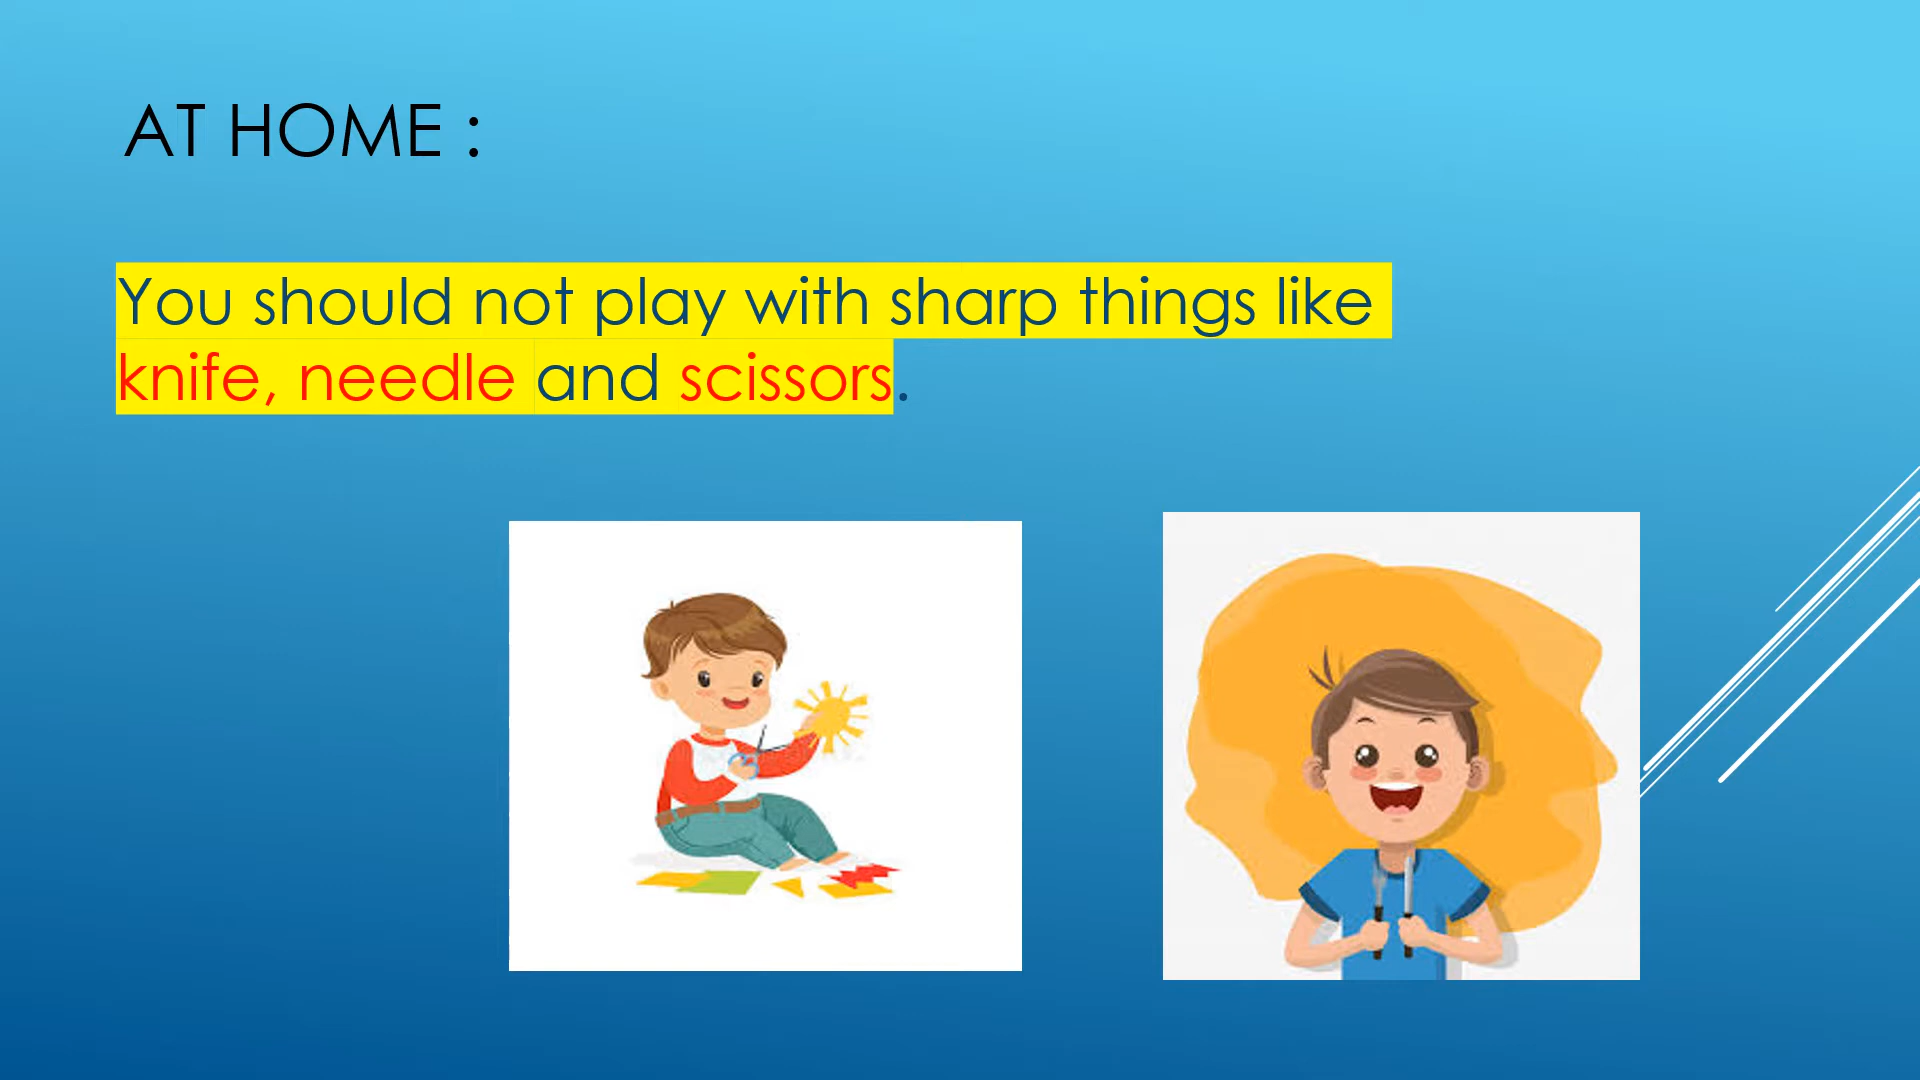 AT HOME :
You should not play with sharp things like
knife, needle and scissors.